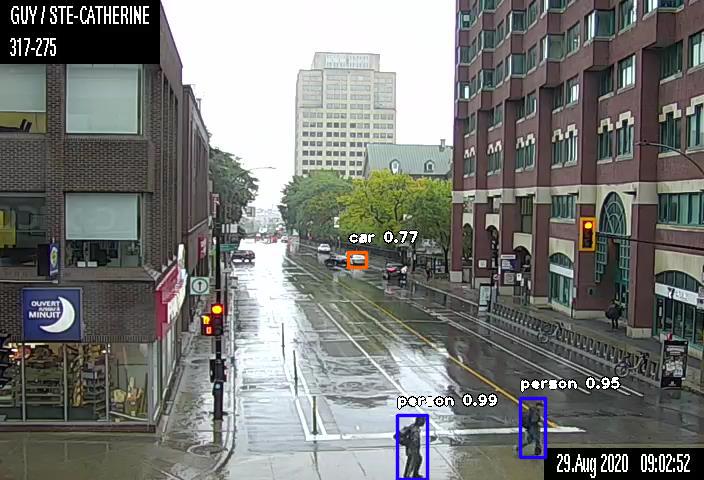 GUY / STE-CATHERINE
317-275
car 0.77
OUVERT
JUSQU'À
MINUIT
person 0.95
person 0.99
29.Aug 2020 09:02:52